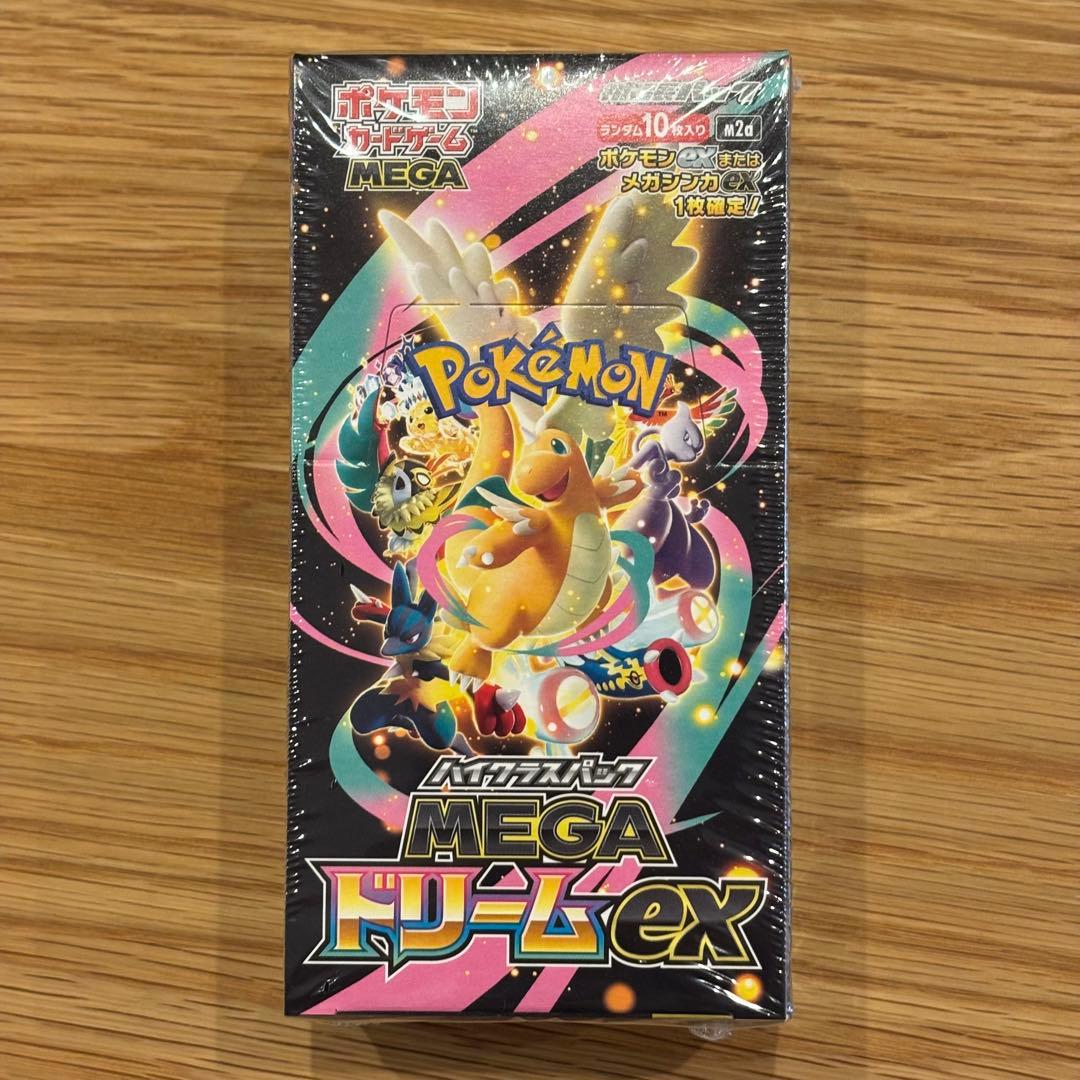 ポケモン
カードゲーム
MEGA
ランダム10枚入り m2a
ポケモンexまたは
メガシンカex
1枚確定!
POKÉMON
TM
ハイクラスパック
MEGA
ドリームex